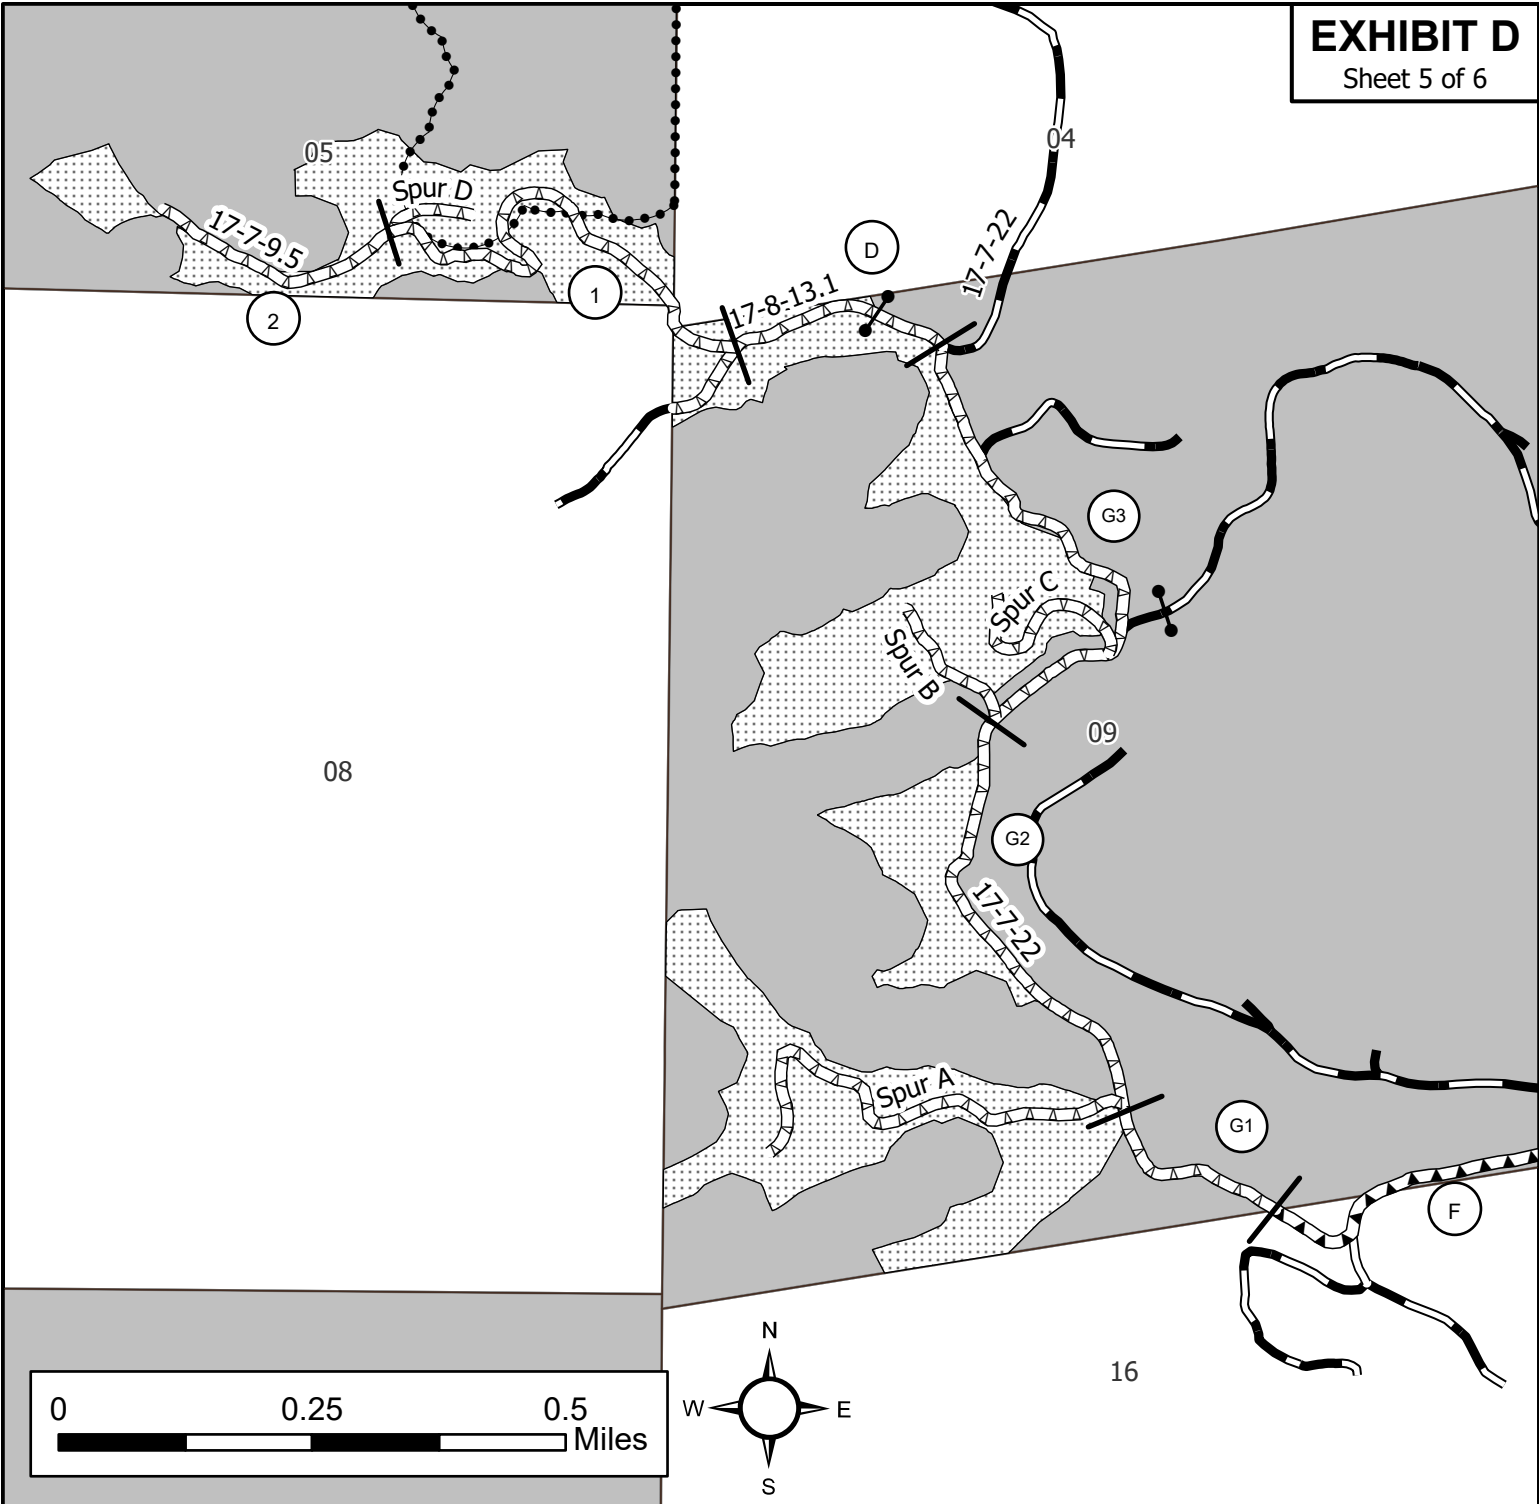 EXHIBIT D
Sheet 5 of 6
04
05
Spur D
17-7-9.5
D
17-7-22
1
2
17-8-13.1
G3
Spur C
Spur B
09
08
G2
17-7-22
Spur A
G1
F
16
N
W
E
S
0 0.25 0.5
Miles